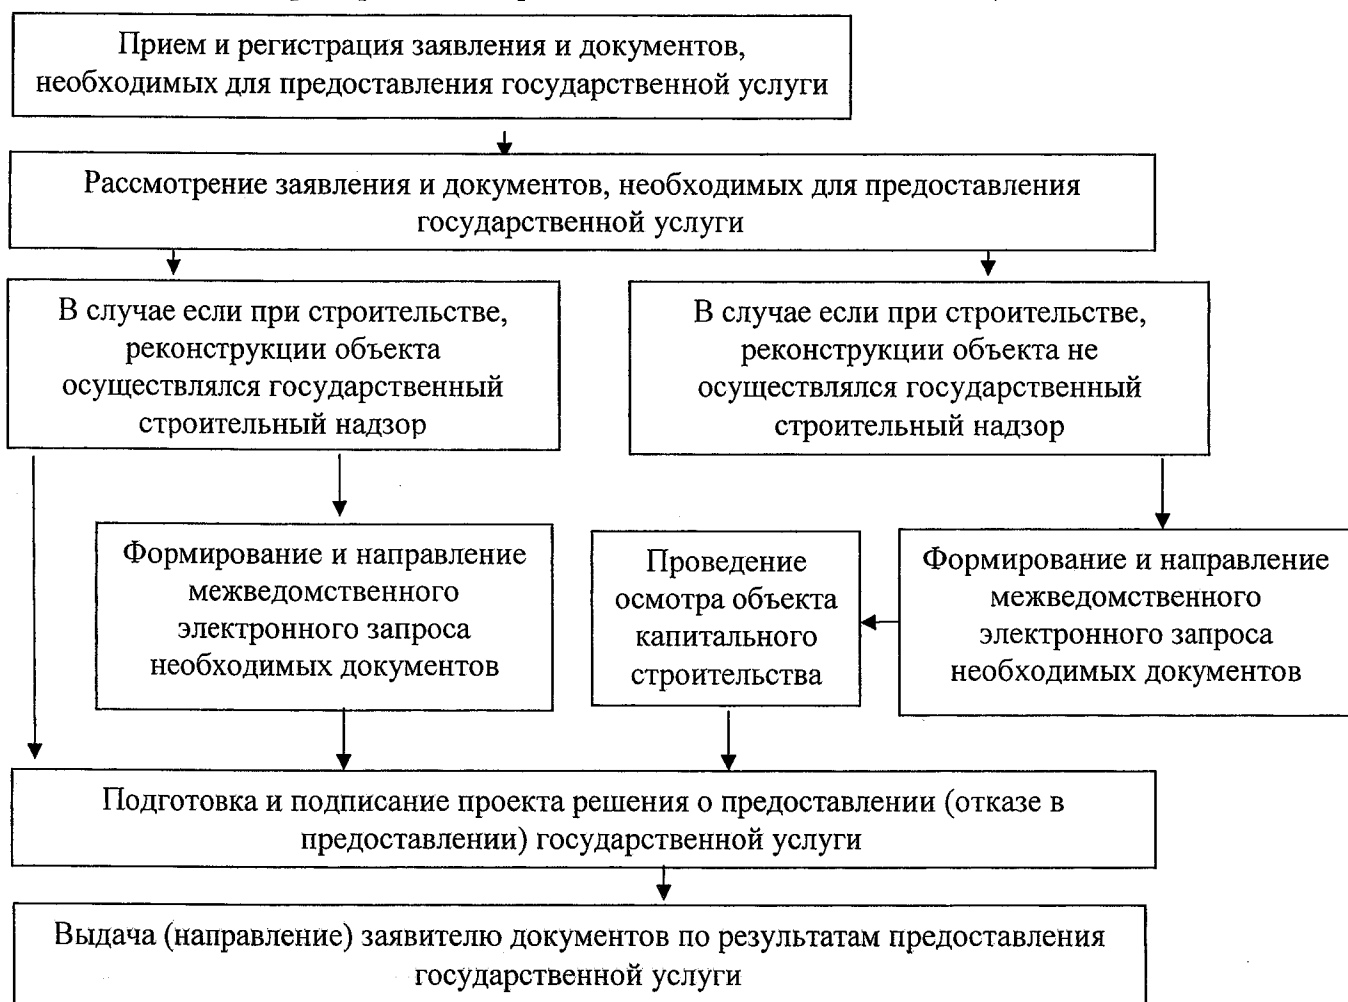 Прием и регистрация заявления и документов,
необходимых для предоставления государственной услуги
Рассмотрение заявления и документов, необходимых для предоставления
государственной услуги
В случае если при строительстве,
реконструкции объекта
осуществлялся государственный
строительный надзор
В случае если при строительстве,
реконструкции объекта не
осуществлялся государственный
строительный надзор
Формирование и направление
межведомственного
электронного запроса
необходимых документов
Проведение
осмотра объекта
капитального
строительства
Формирование и направление
межведомственного
электронного запроса
необходимых документов
Подготовка и подписание проекта решения о предоставлении (отказе в
предоставлении) государственной услуги
Выдача (направление) заявителю документов по результатам предоставления
государственной услуги